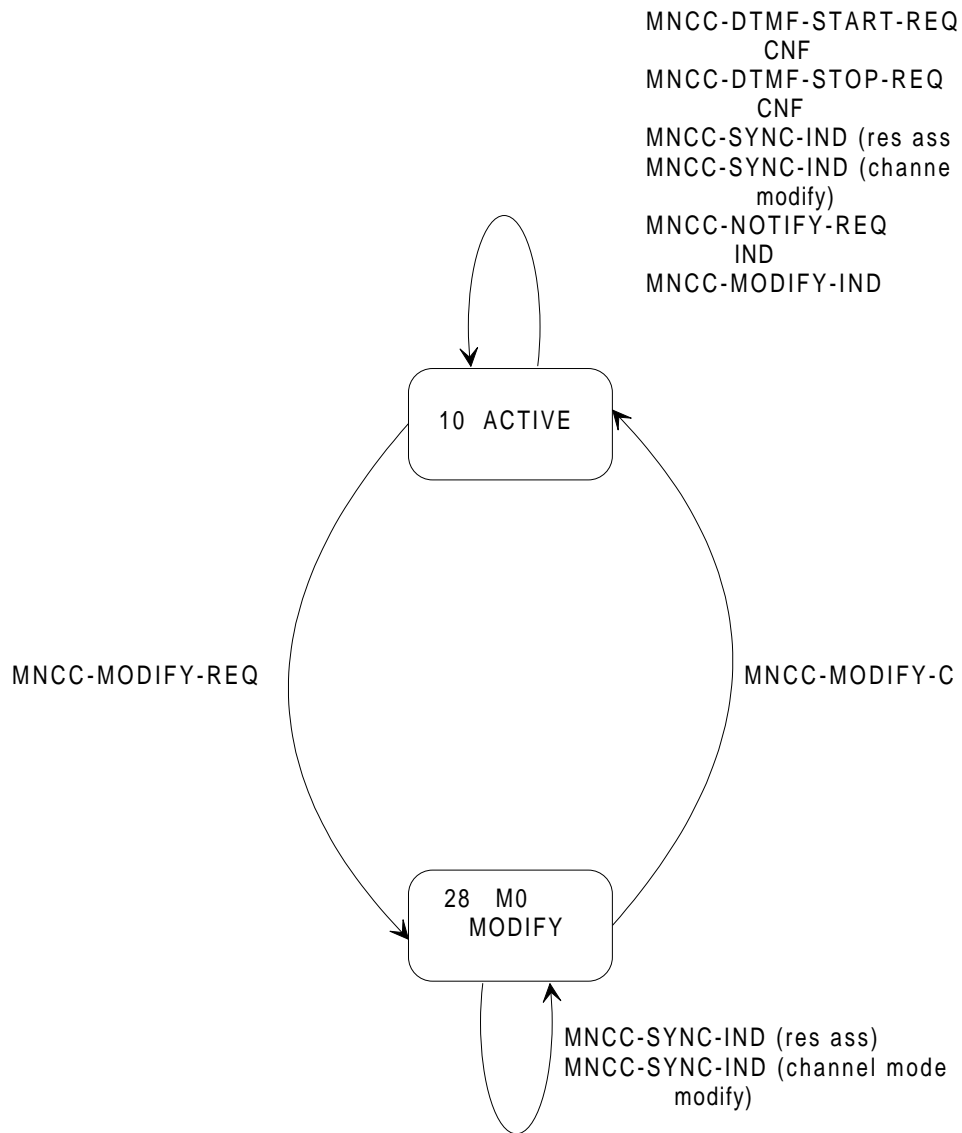 MNCC-DTMF-START-REQ
CNF
MNCC-DTMF-STOP-REQ
CNF
MNCC-SYNC-IND (res ass
MNCC-SYNC-IND (channe
modify)
MNCC-NOTIFY-REQ
IND
MNCC-MODIFY-IND
10 ACTIVE
MNCC-MODIFY-REQ
MNCC-MODIFY-C
28 M0
MODIFY
MNCC-SYNC-IND (res ass)
MNCC-SYNC-IND (channel mode
modify)